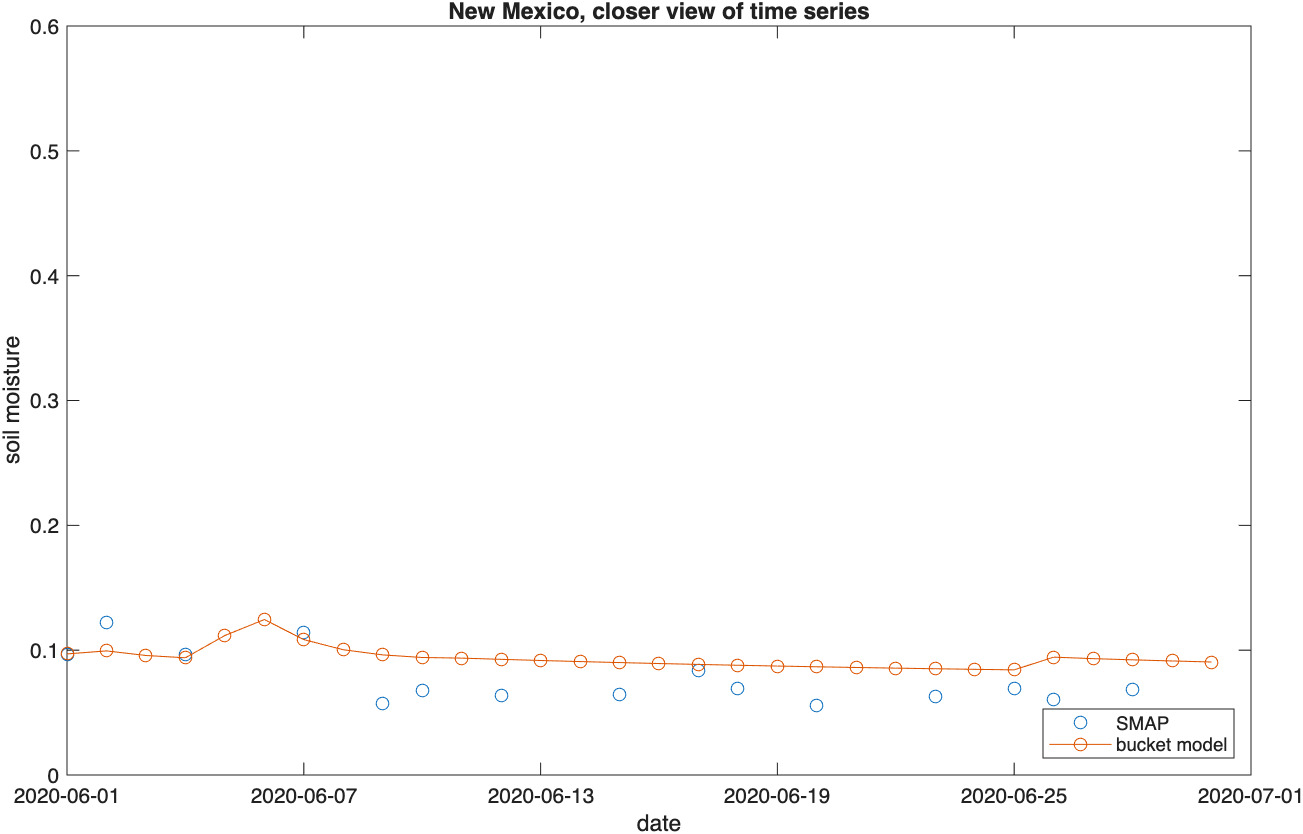 New Mexico, closer view of time series
0.6
0.5
0.4
0.3
0.2
0.1
0
soil moisture
2020-06-01 2020-06-07 2020-06-13 2020-06-19 2020-06-25 2020-07-01
date
SMAP
bucket model